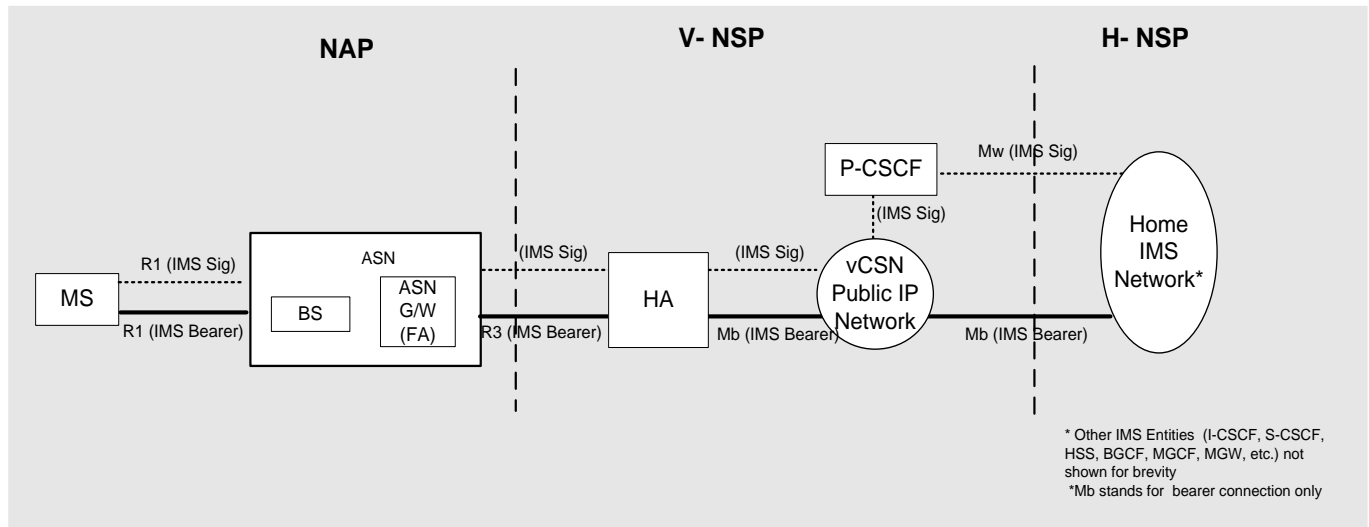 NAP
V- NSP
H- NSP
P-CSCF
Mw (IMS Sig)
(IMS Sig)
Home
IMS
Network*
MS
R1 (IMS Sig)
R1 (IMS Bearer)
ASN
BS
ASN
G/W
(FA)
(IMS Sig)
R3 (IMS Bearer)
HA
(IMS Sig)
Mb (IMS Bearer)
vCSN
Public IP
Network
Mb (IMS Bearer)
* Other IMS Entities (I-CSCF, S-CSCF,
HSS, BGCF, MGCF, MGW, etc.) not
shown for brevity
*Mb stands for bearer connection only